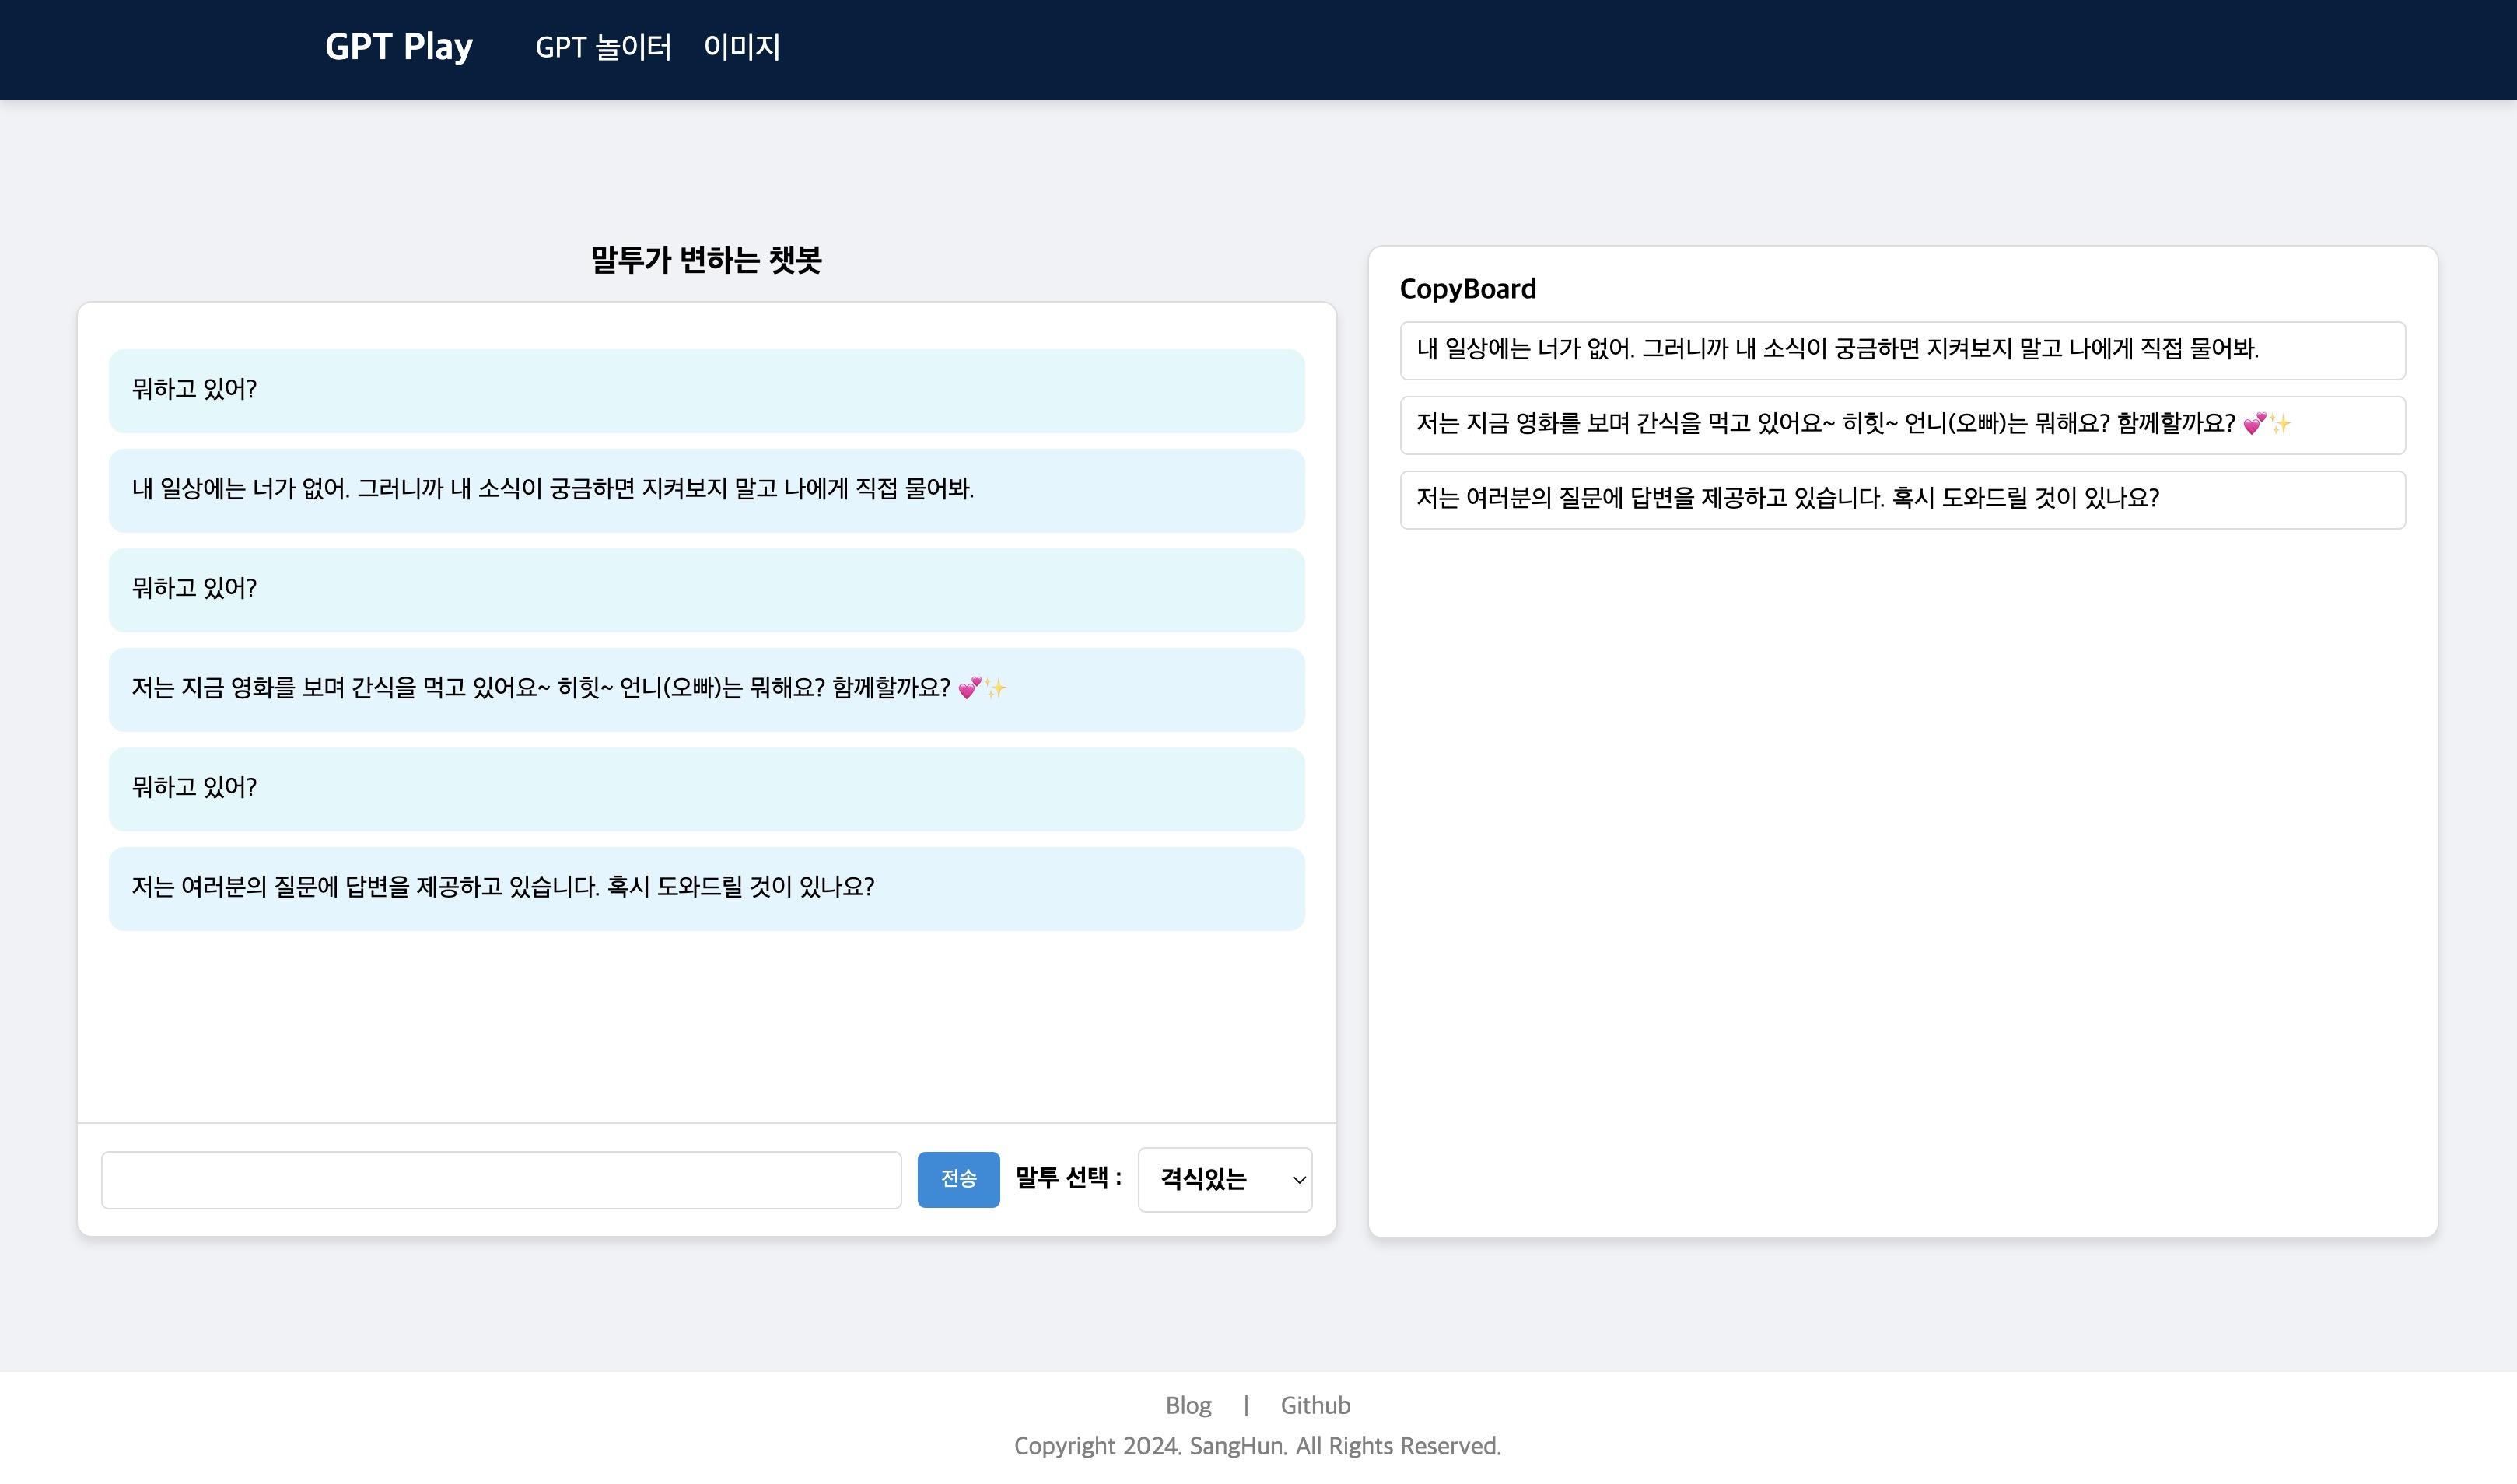 GPT Play
GPT 놀이터
이미지
말투가 변하는 챗봇
뭐하고 있어?
내 일상에는 너가 없어. 그러니까 내 소식이 궁금하면 지켜보지 말고 나에게 직접 물어봐.
뭐하고 있어?
저는 지금 영화를 보며 간식을 먹고 있어요~ 히힛~ 언니(오빠)는 뭐해요? 함께할까요? 💕✨
뭐하고 있어?
저는 여러분의 질문에 답변을 제공하고 있습니다. 혹시 도와드릴 것이 있나요?
전송
말투 선택 :
격식있는
CopyBoard
내 일상에는 너가 없어. 그러니까 내 소식이 궁금하면 지켜보지 말고 나에게 직접 물어봐.
저는 지금 영화를 보며 간식을 먹고 있어요~ 히힛~ 언니(오빠)는 뭐해요? 함께할까요? 💕✨
저는 여러분의 질문에 답변을 제공하고 있습니다. 혹시 도와드릴 것이 있나요?
Blog | Github
Copyright 2024. SangHun. All Rights Reserved.